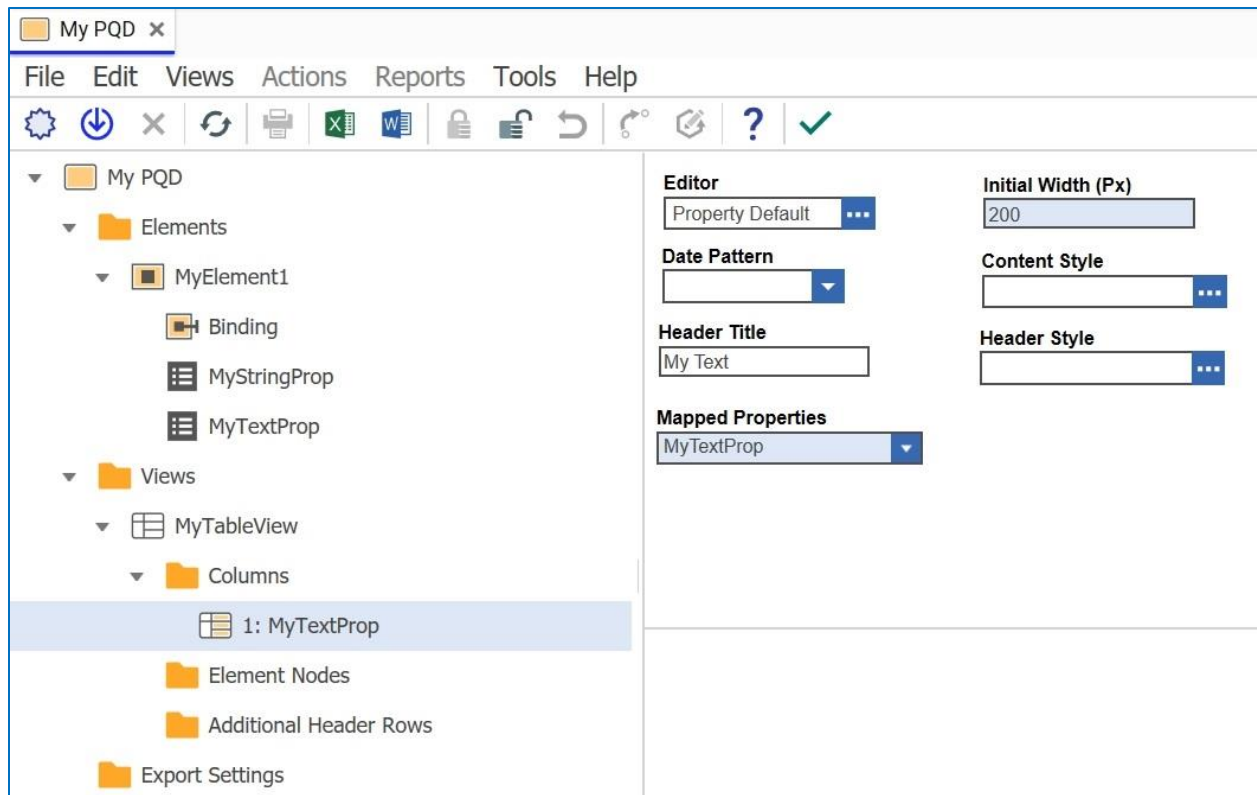 My PQD
File Edit Views Actions Reports Tools Help
?
My PQD
Elements
MyElement1
Binding
MyStringProp
MyTextProp
Views
MyTableView
Columns
1: MyTextProp
Element Nodes
Additional Header Rows
Export Settings
Editor
Property Default
Initial Width (Px)
200
Date Pattern
Content Style
Header Title
My Text
Header Style
Mapped Properties
MyTextProp